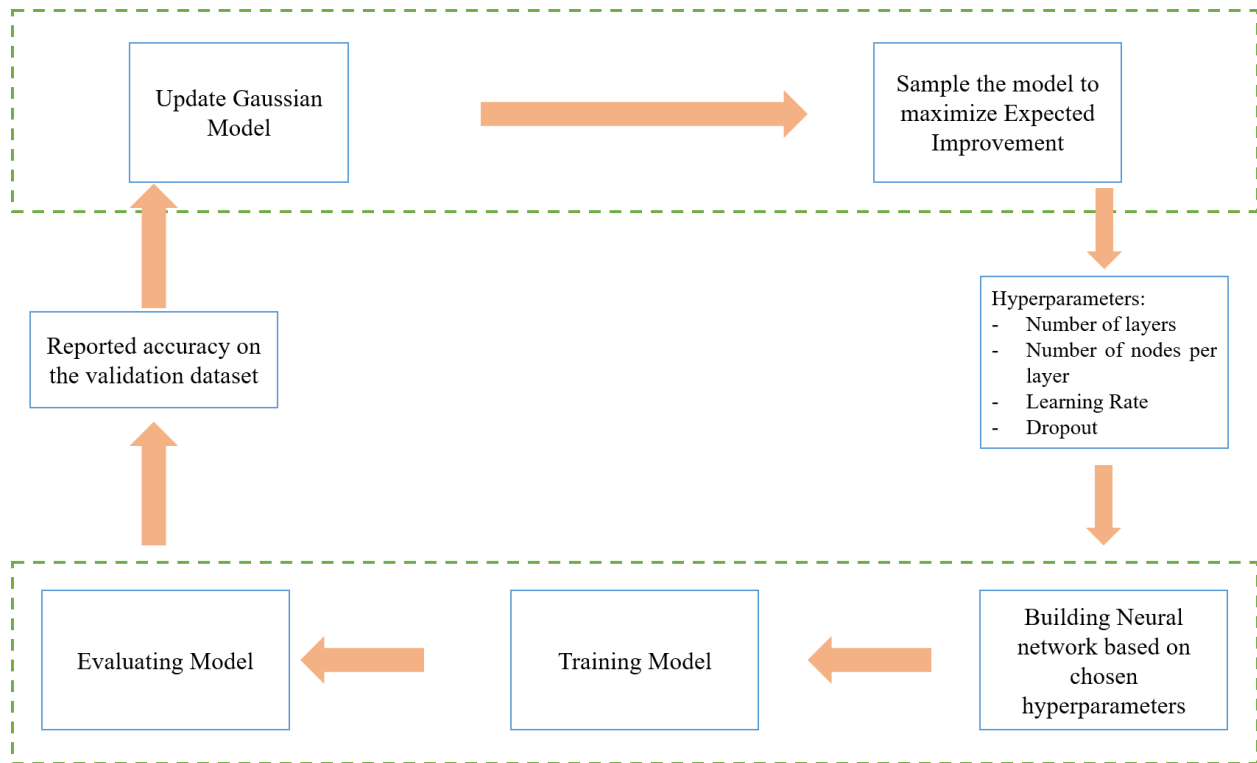 Update Gaussian
Model
Sample the model to
maximize Expected
Improvement
Hyperparameters:
- Number of layers
- Number of nodes per
layer
- Learning Rate
- Dropout
Reported accuracy on
the validation dataset
Evaluating Model
Training Model
Building Neural
network based on
chosen
hyperparameters